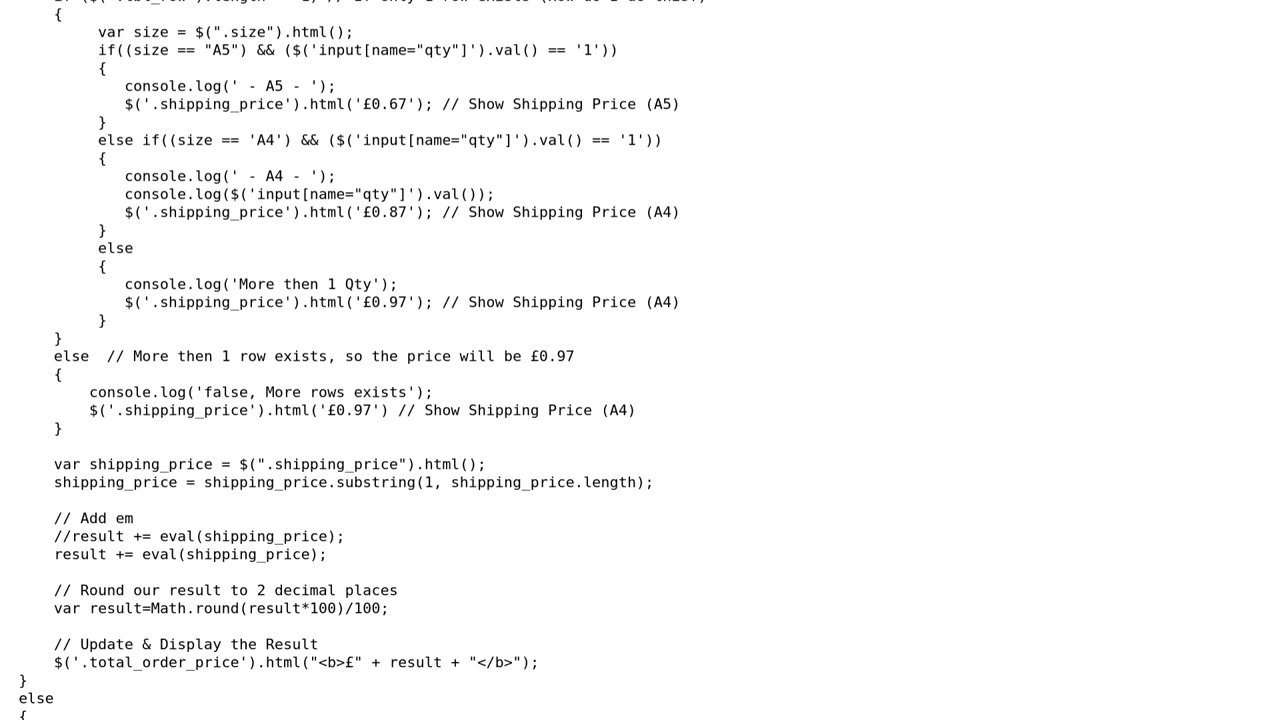 {
var size = $(".size").html();
if((size == "A5") && ($('input[name="qty"]').val() == '1'))
{
console.log(' - A5 - ');
$('.shipping_price').html('£0.67'); // Show Shipping Price (A5)
}
else if((size == 'A4') && ($('input[name="qty"]').val() == '1'))
{
console.log(' - A4 - ');
console.log($('input[name="qty"]').val());
$('.shipping_price').html('£0.87'); // Show Shipping Price (A4)
}
else
{
console.log('More then 1 Qty');
$('.shipping_price').html('£0.97'); // Show Shipping Price (A4)
}
}
else  // More then 1 row exists, so the price will be £0.97
{
console.log('false, More rows exists');
$('.shipping_price').html('£0.97') // Show Shipping Price (A4)
}
var shipping_price = $(".shipping_price").html();
shipping_price = shipping_price.substring(1, shipping_price.length);
// Add em
//result += eval(shipping_price);
result += eval(shipping_price);
// Round our result to 2 decimal places
var result=Math.round(result*100)/100;
// Update & Display the Result
$('.total_order_price').html("<b>£" + result + "</b>");
}
else
{